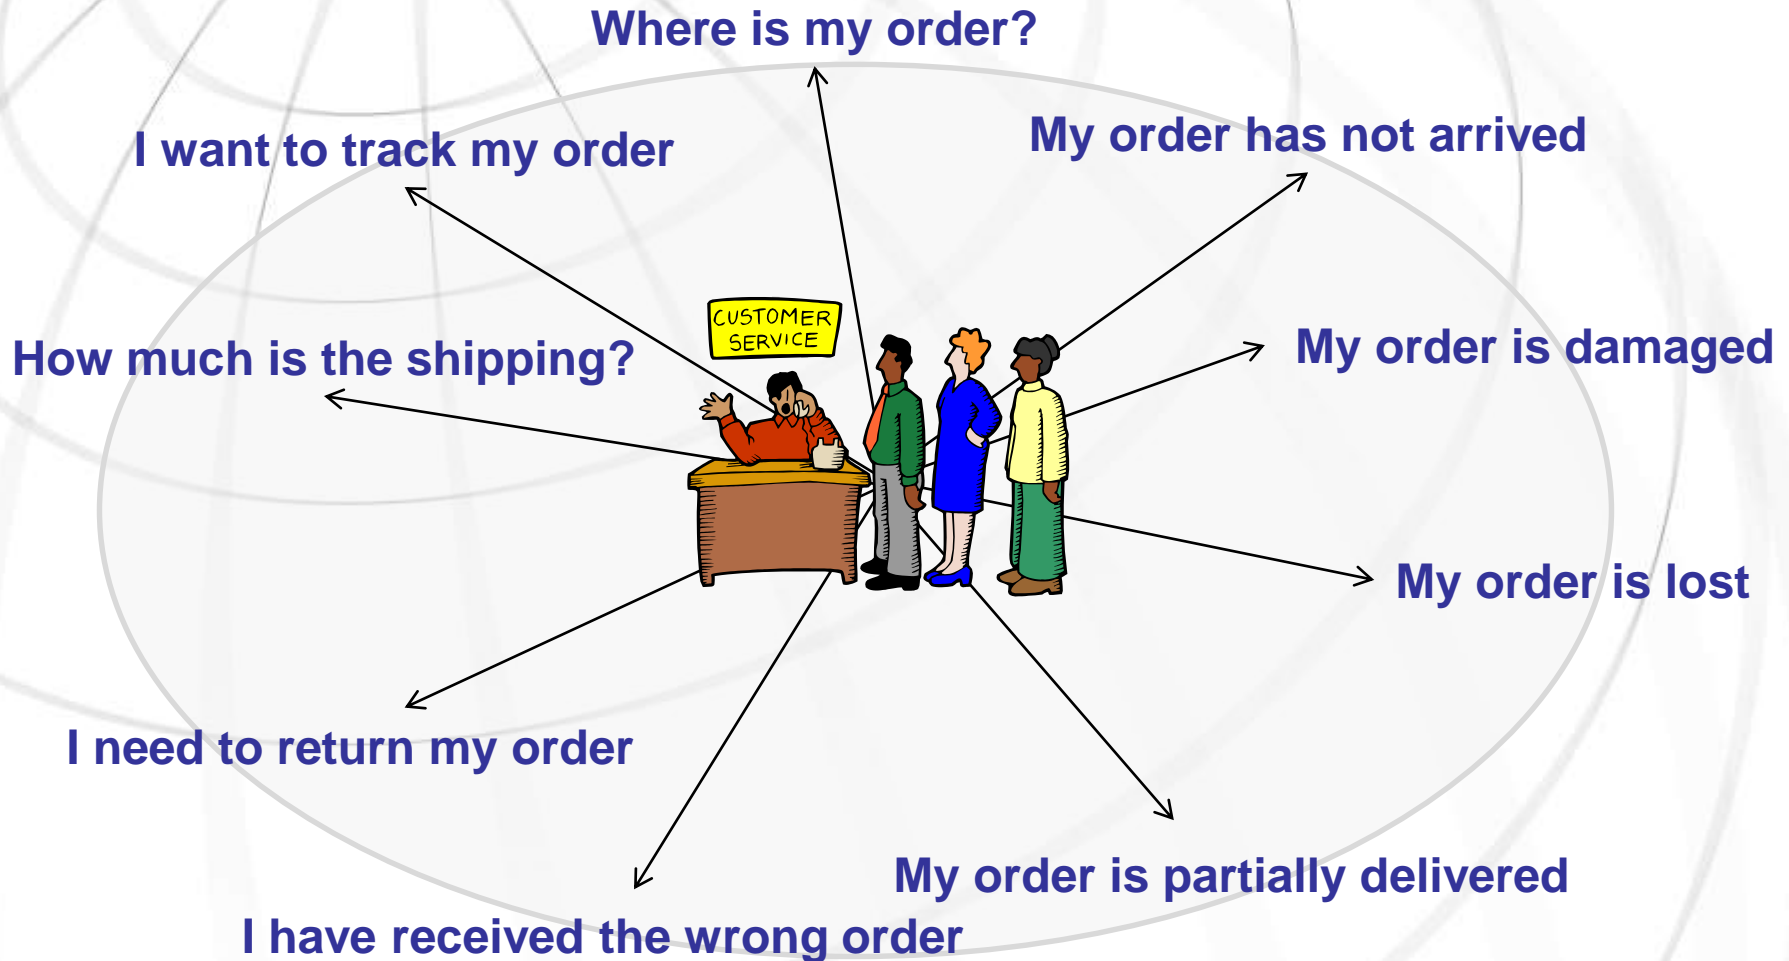 Where is my order?
I want to track my order
My order has not arrived
CUSTOMER
SERVICE
How much is the shipping?
My order is damaged
My order is lost
I need to return my order
My order is partially delivered
I have received the wrong order